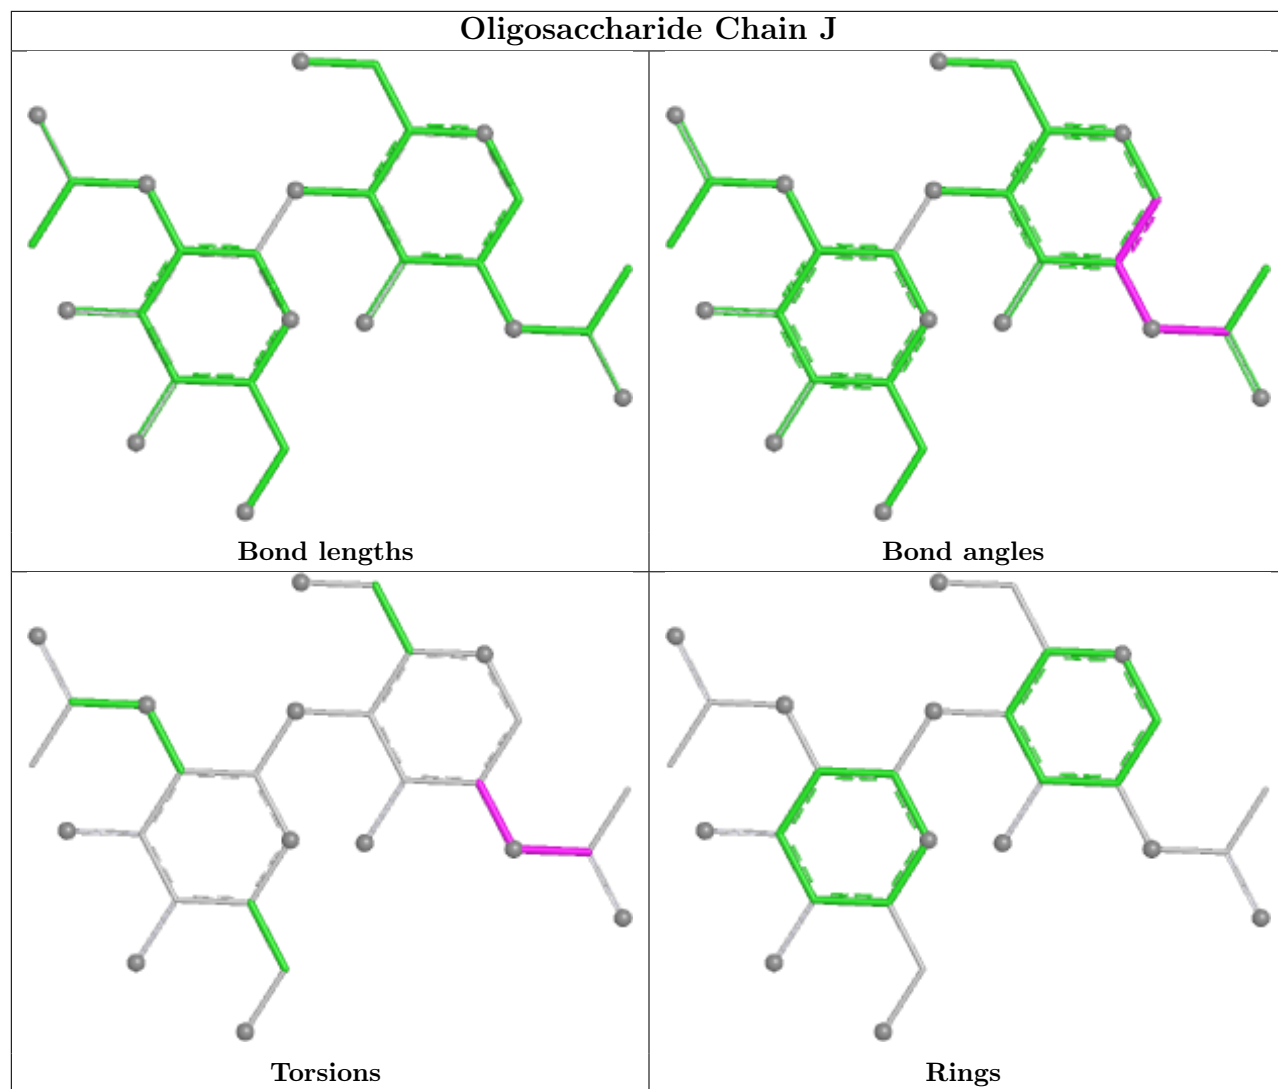 Oligosaccharide Chain J
Bond lengths
Bond angles
Torsions
Rings